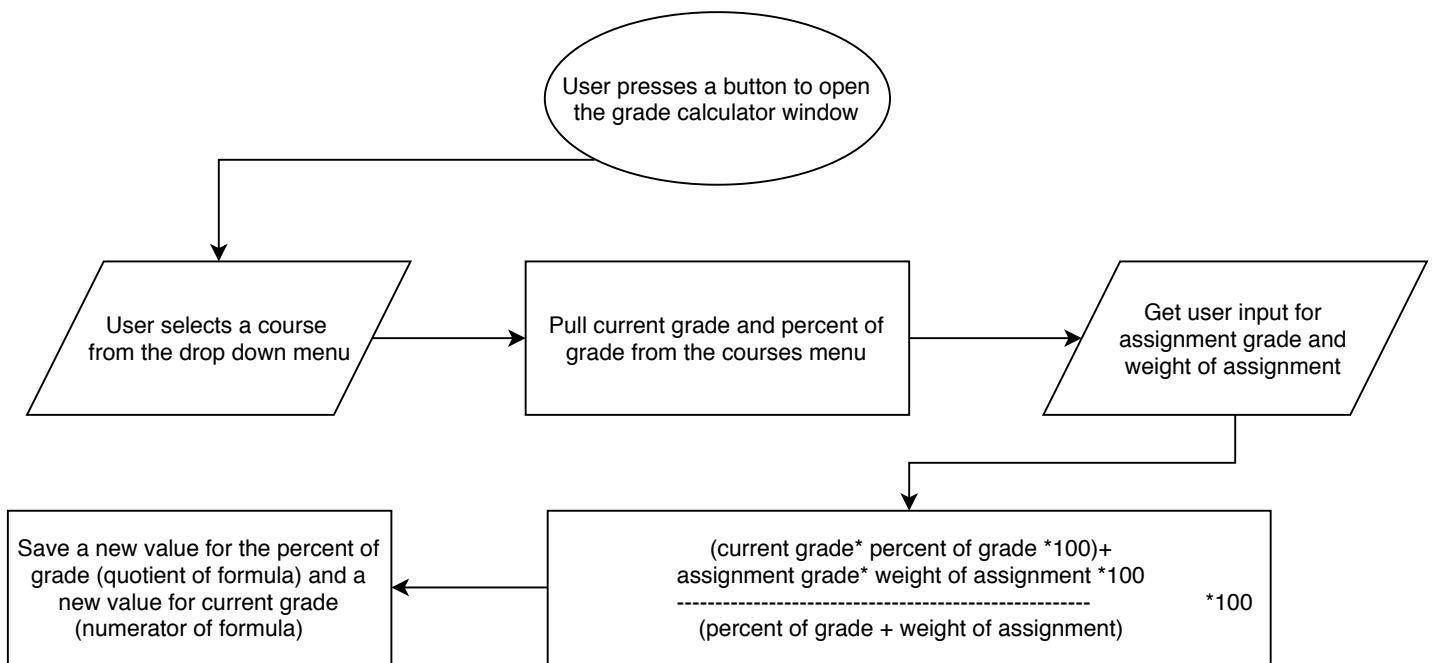 User presses a button to open
the grade calculator window
User selects a course
from the drop down menu
Pull current grade and percent of
grade from the courses menu
Get user input for
assignment grade and
weight of assignment
(current grade* percent of grade *100)+
assignment grade* weight of assignment *100
------------------------------------------------------
*100
(percent of grade + weight of assignment)
Save a new value for the percent of
grade (quotient of formula) and a
new value for current grade
(numerator of formula)